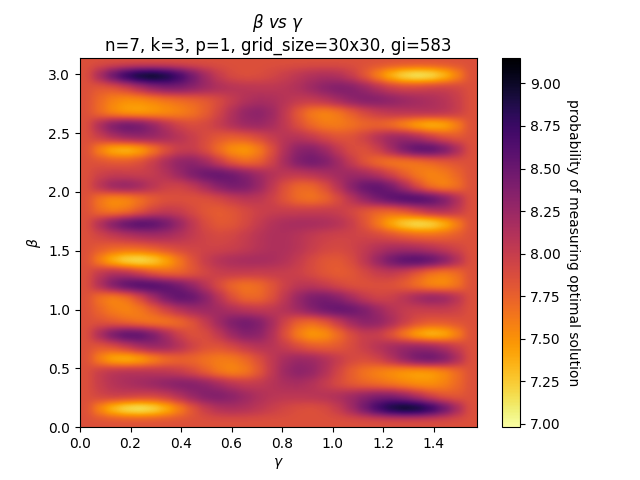 β vs γ
n=7, k=3, p=1, grid_size=30x30, gi=583
3.0
2.5
2.0
1.5
1.0
0.5
0.0
β
0.0 0.2 0.4 0.6 0.8 1.0 1.2 1.4
γ
9.00
8.75
8.50
8.25
8.00
7.75
7.50
7.25
7.00
probability of measuring optimal solution